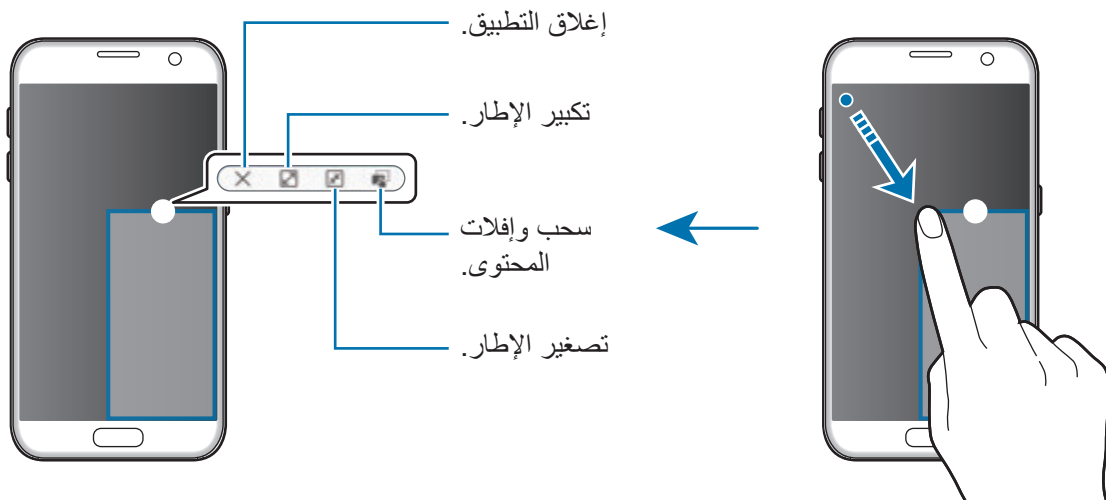 إغلاق التطبيق.
تكبير الإطار.
سحب وإفلات
المحتوى.
تصغير الإطار.